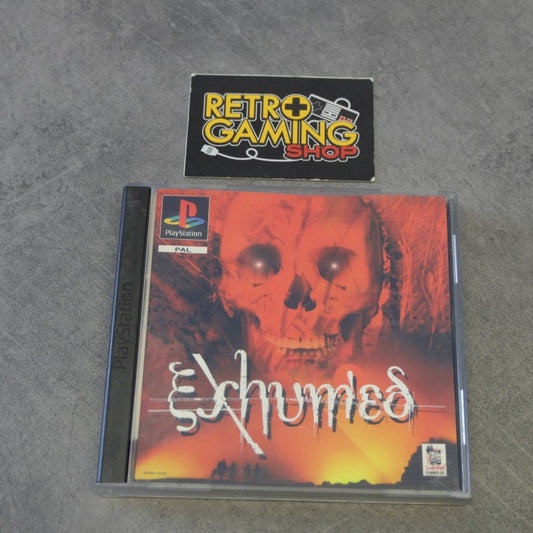 RETRO
GAMING
SHOP
PlayStation
PAL
PlayStation
Exhumed